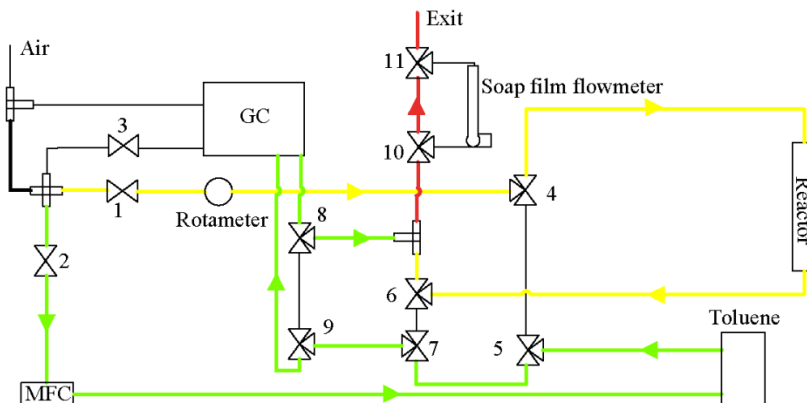 Exit
Air
11
Soap film flowmeter
GC
3
10
1
Rotameter
4
Reactor
8
2
6
Toluene
9
7
5
MFC